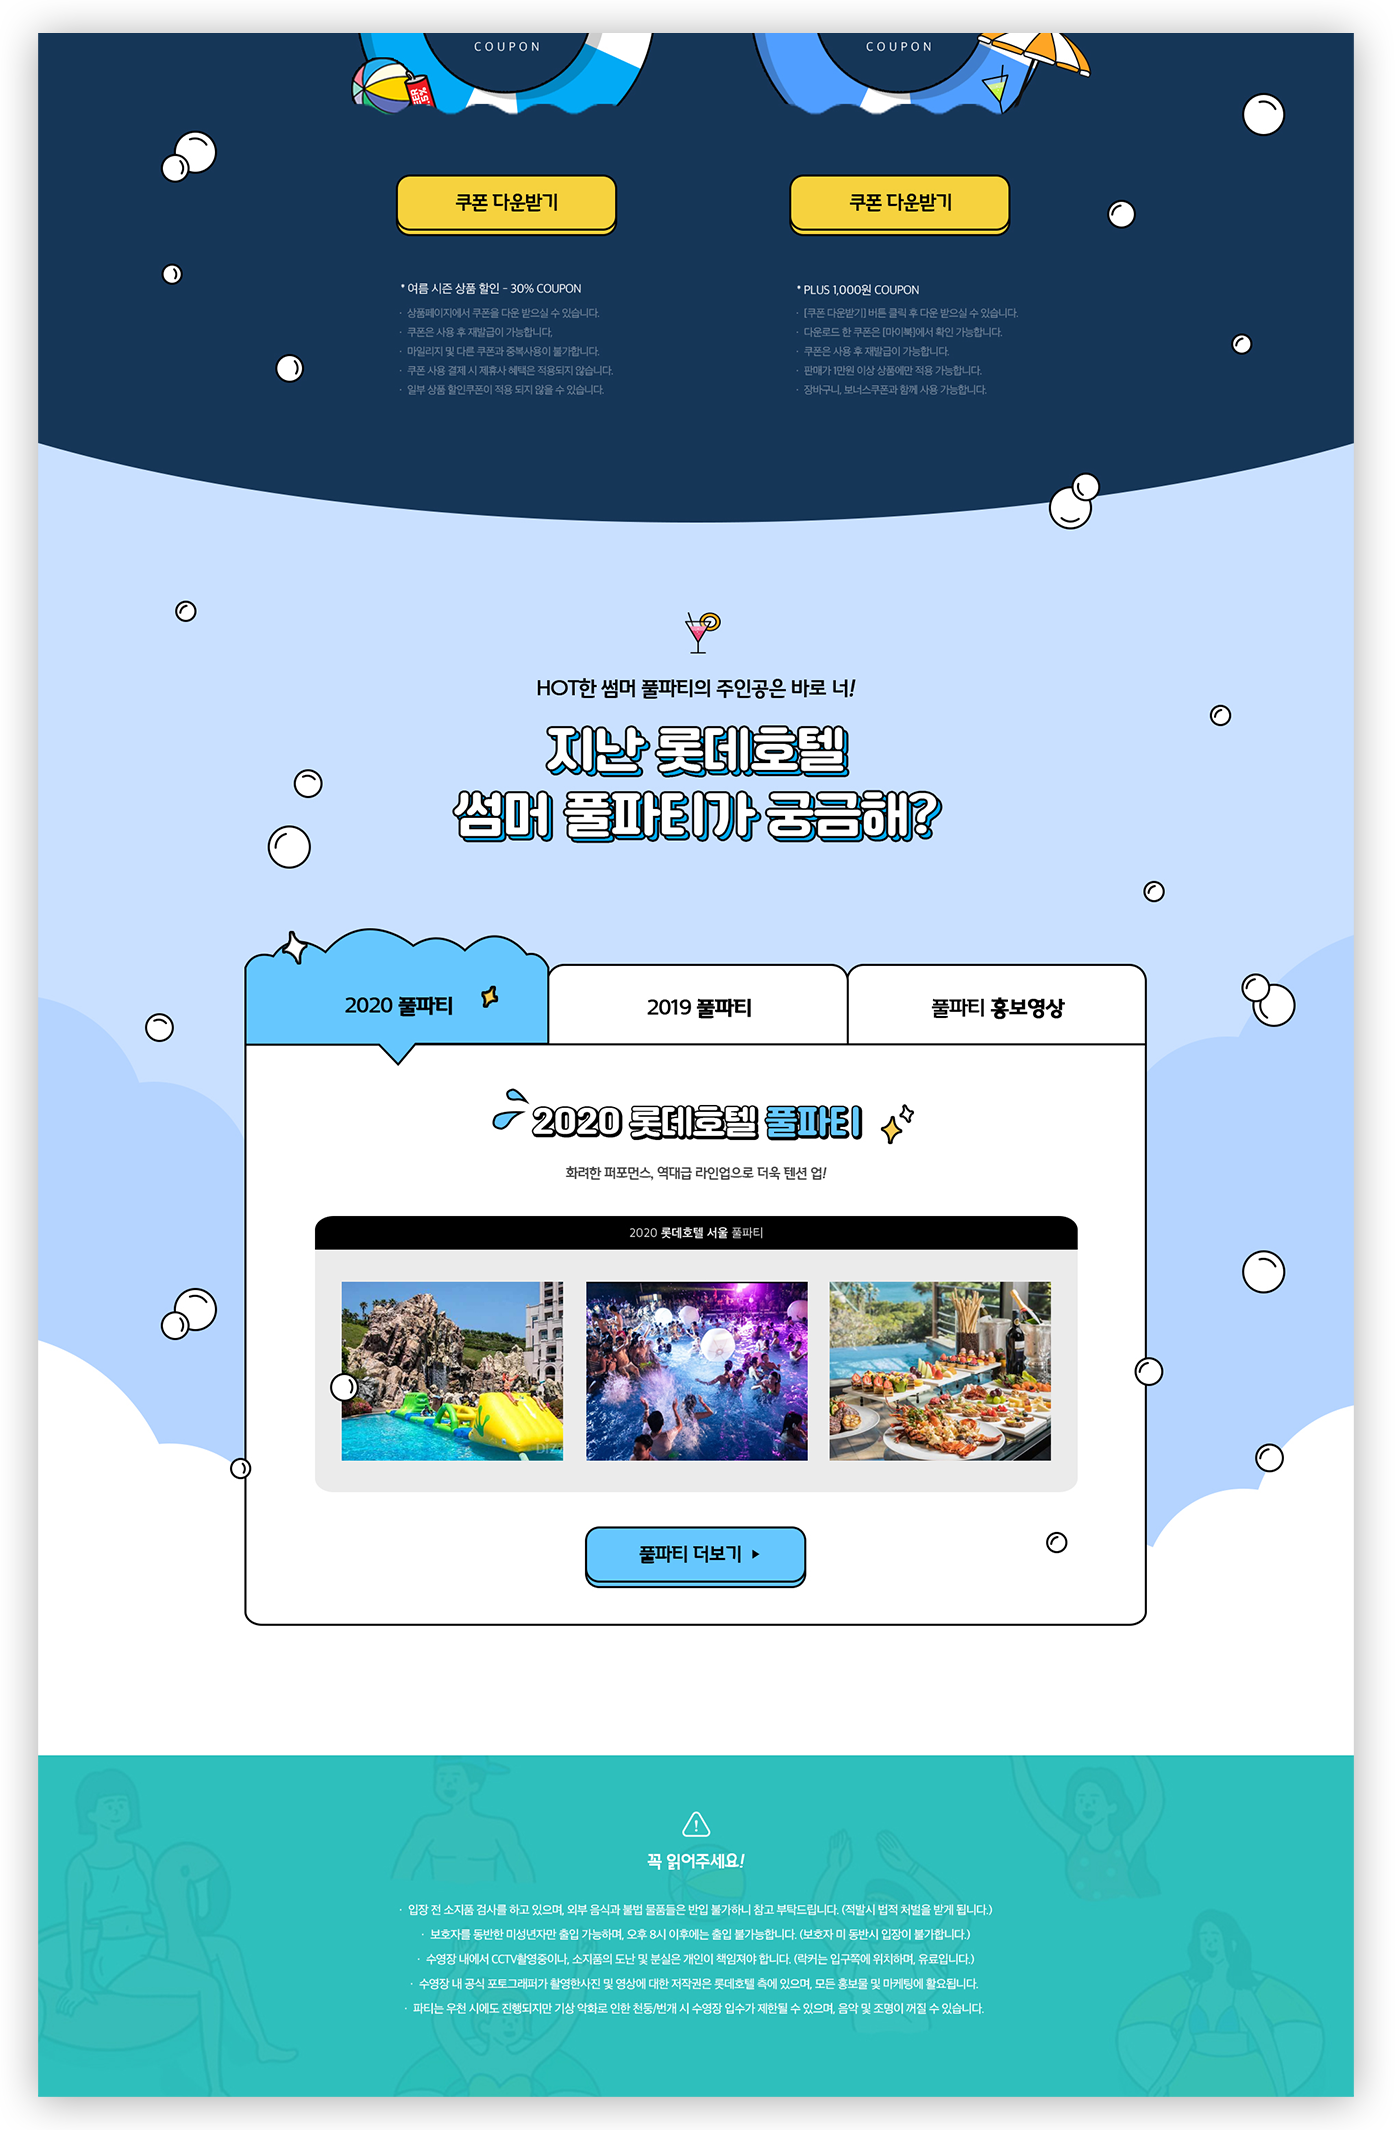 COUPON
COUPON
쿠폰 다운받기
쿠폰 다운받기
* 여름 시즌 상품 할인 - 30% COUPON
· 상품페이지에서 쿠폰을 다운 받으실 수 있습니다.
· 쿠폰은 사용 후 재발급이 가능합니다.
· 마일리지 및 다른 쿠폰과 중복사용이 불가합니다.
· 쿠폰 사용 결제 시 제휴사 혜택은 적용되지 않습니다.
· 일부 상품 할인쿠폰이 적용 되지 않을 수 있습니다.
* PLUS 1,000원 COUPON
· [쿠폰 다운받기] 버튼 클릭 후 다운 받으실 수 있습니다.
· 다운로드 한 쿠폰은 [마이북]에서 확인 가능합니다.
· 쿠폰은 사용 후 재발급이 가능합니다.
· 판매가 1만원 이상 상품에만 적용 가능합니다.
· 장바구니, 보너스쿠폰과 함께 사용 가능합니다.
HOT한 썸머 풀파티의 주인공은 바로 너!
지난 롯데호텔
썸머 풀파티가 궁금해?
2020 풀파티
2019 풀파티
풀파티 홍보영상
2020 롯데호텔 풀파티
화려한 퍼포먼스, 역대급 라인업으로 더욱 텐션 업!
2020 롯데호텔 서울 풀파티
풀파티 더보기
꼭 읽어주세요!
· 입장 전 소지품 검사를 하고 있으며, 외부 음식과 불법 물품들은 반입 불가하니 참고 부탁드립니다. (적발시 법적 처벌을 받게 됩니다.)
· 보호자를 동반한 미성년자만 출입 가능하며, 오후 8시 이후에는 출입 불가능합니다. (보호자 미 동반시 입장이 불가합니다.)
· 수영장 내에서 CCTV촬영중이나, 소지품의 도난 및 분실은 개인이 책임져야 합니다. (락커는 입구쪽에 위치하며, 유료입니다.)
· 수영장 내 공식 포토그래퍼가 촬영한사진 및 영상에 대한 저작권은 롯데호텔 측에 있으며, 모든 홍보물 및 마케팅에 활요됩니다.
· 파티는 우천 시에도 진행되지만 기상 악화로 인한 천둥/번개 시 수영장 입수가 제한될 수 있으며, 음악 및 조명이 꺼질 수 있습니다.